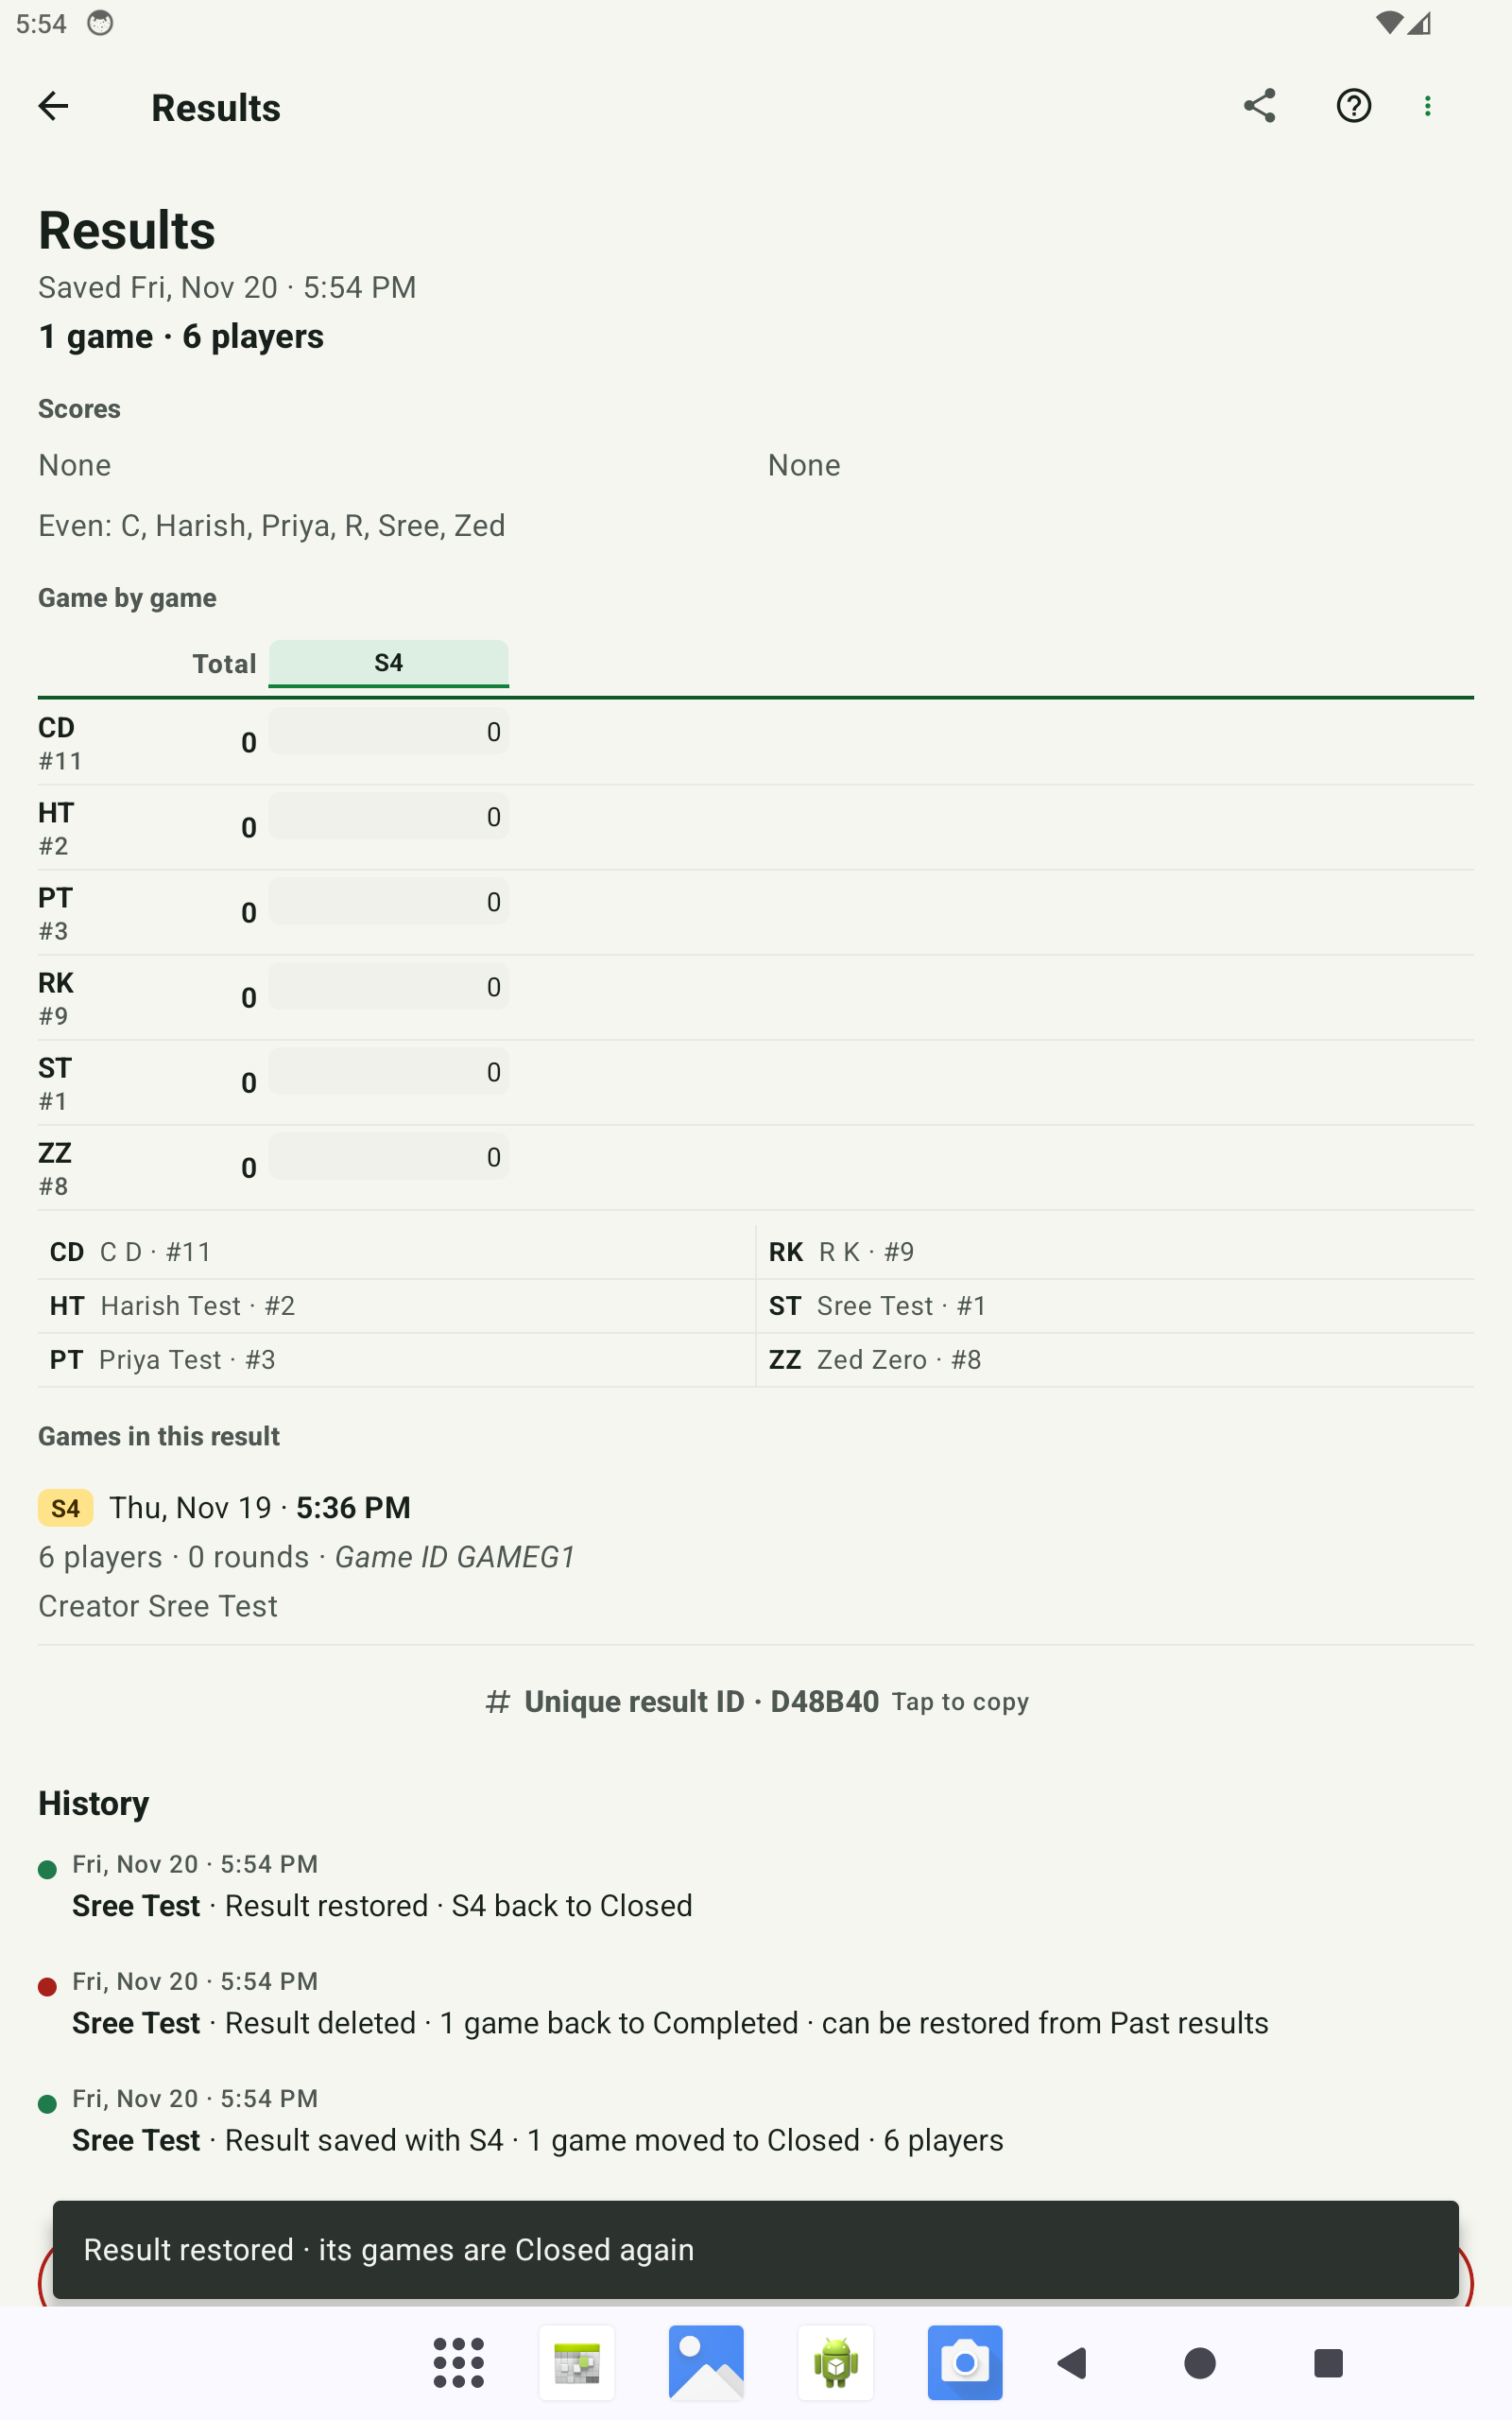 5:54
Results
Results
Saved Fri, Nov 20 · 5:54 PM
1 game · 6 players
Scores
None None
Even: C, Harish, Priya, R, Sree, Zed
Game by game
Total S4
CD 0 0
#11
HT 0 0
#2
PT 0 0
#3
RK 0 0
#9
ST 0 0
#1
ZZ 0 0
#8
CD C D · #11 RK R K · #9
HT Harish Test · #2 ST Sree Test · #1
PT Priya Test · #3 ZZ Zed Zero · #8
Games in this result
S4 Thu, Nov 19 · 5:36 PM
6 players · 0 rounds · Game ID GAMEG1
Creator Sree Test
# Unique result ID · D48B40 Tap to copy
History
Fri, Nov 20 · 5:54 PM
Sree Test · Result restored · S4 back to Closed
Fri, Nov 20 · 5:54 PM
Sree Test · Result deleted · 1 game back to Completed · can be restored from Past results
Fri, Nov 20 · 5:54 PM
Sree Test · Result saved with S4 · 1 game moved to Closed · 6 players
Result restored · its games are Closed again